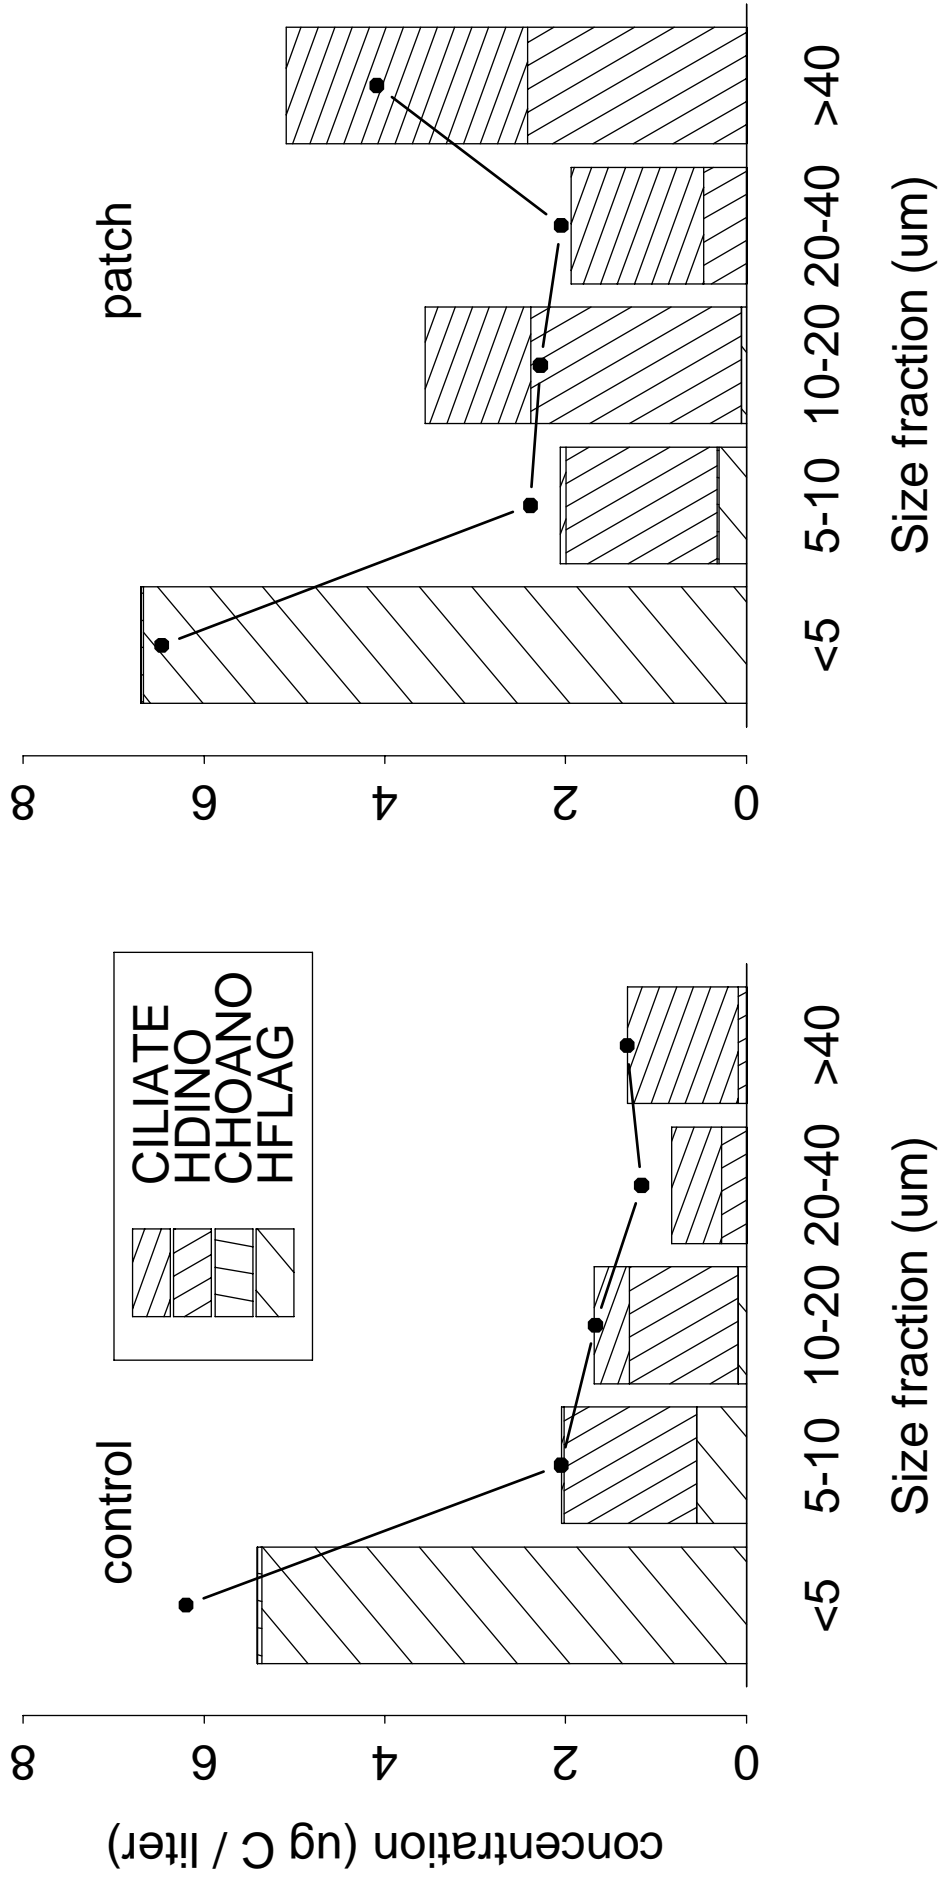 control
CILIATE
HDINO
CHOANO
HFLAG
concentration (ug C / liter)
8
6
4
2
0
<5 5-10 10-20 20-40 >40
Size fraction (um)
patch
8
6
4
2
0
<5 5-10 10-20 20-40 >40
Size fraction (um)